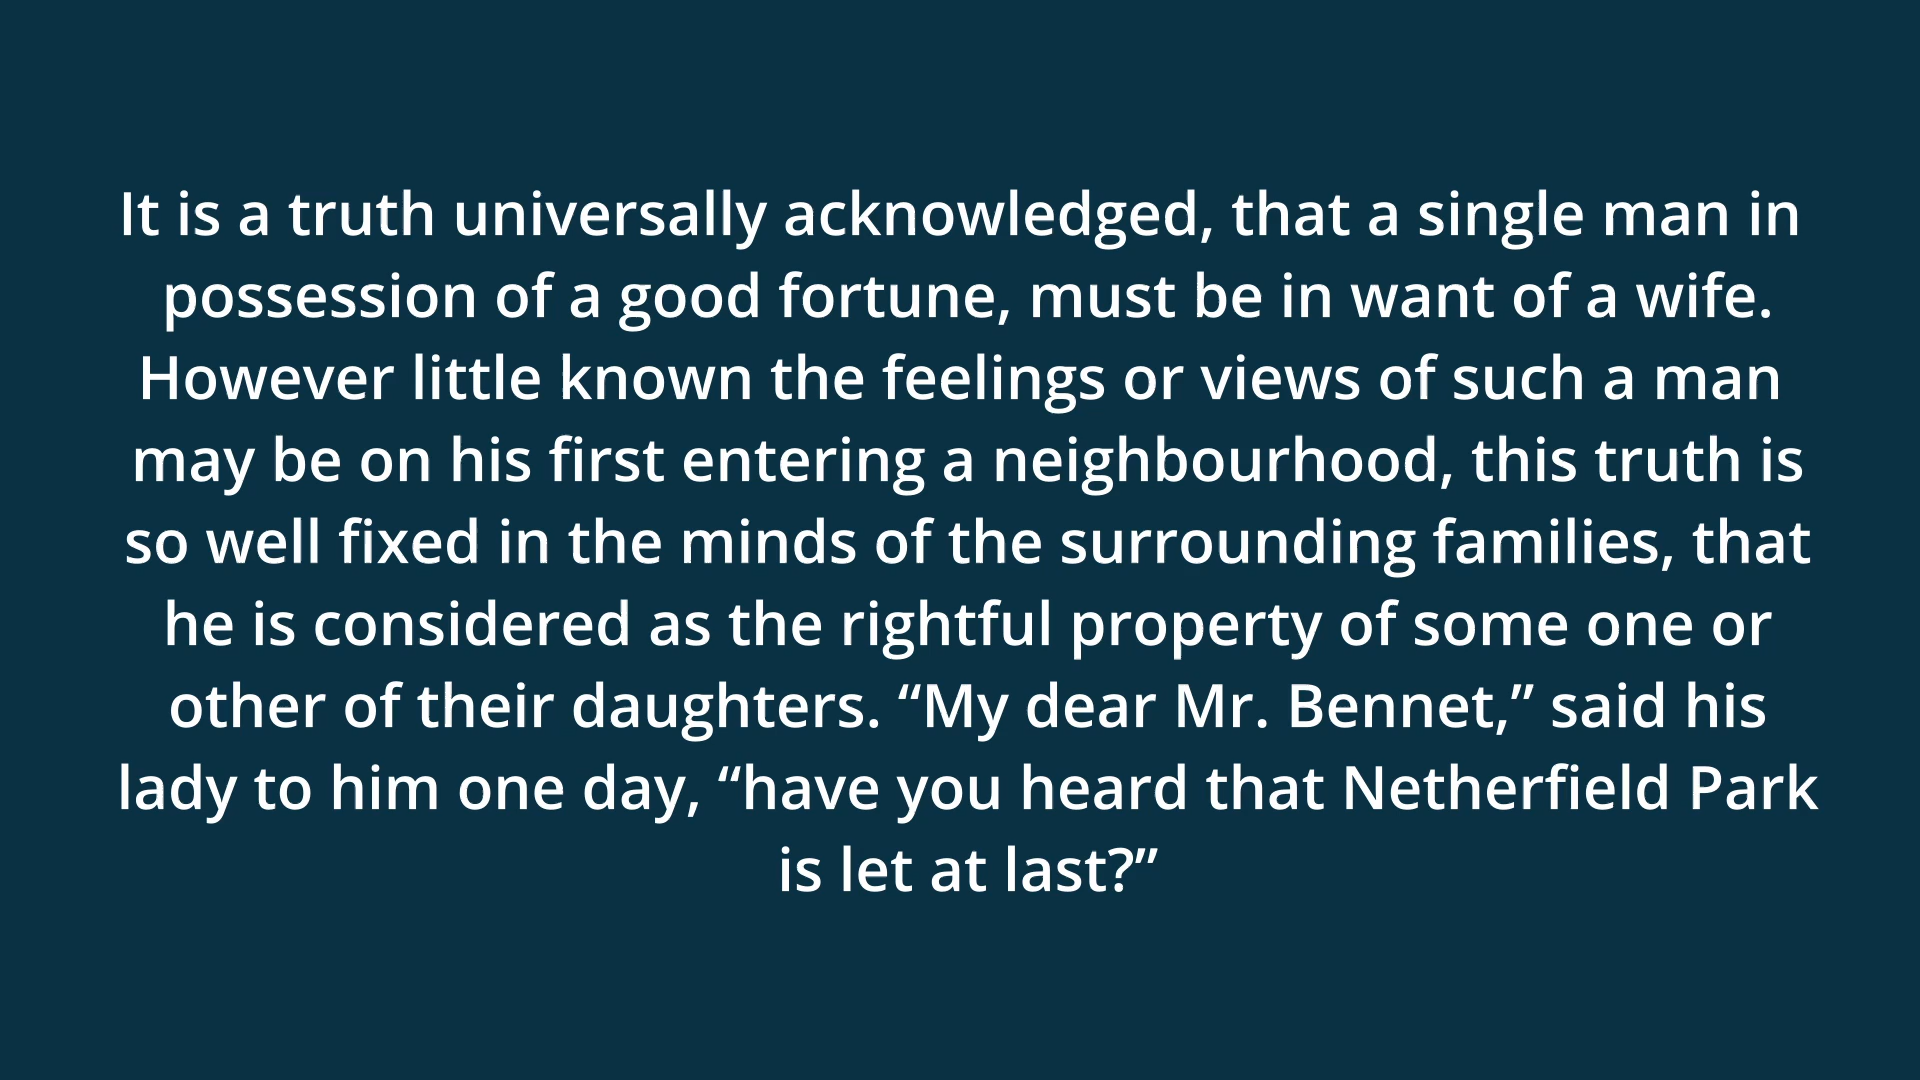 It is a truth universally acknowledged, that a single man in
possession of a good fortune, must be in want of a wife.
However little known the feelings or views of such a man
may be on his first entering a neighbourhood, this truth is
so well fixed in the minds of the surrounding families, that
he is considered as the rightful property of some one or
other of their daughters. “My dear Mr. Bennet,” said his
lady to him one day, “have you heard that Netherfield Park
is let at last?”